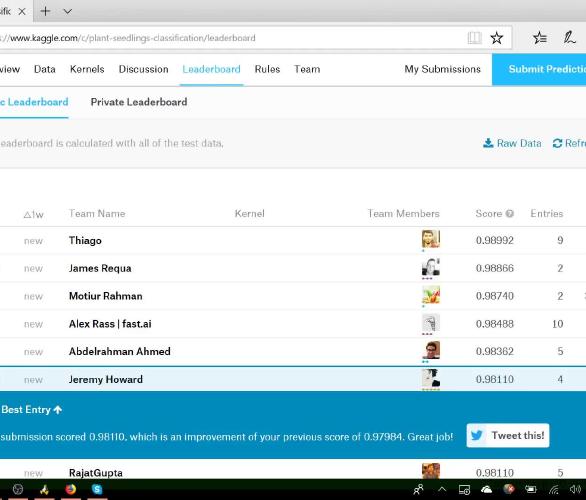 s://www.kaggle.com/c/plant-seedlings-classification/leaderboard
view Data Kernels Discussion Leaderboard Rules Team My Submissions Submit Predictio
c Leaderboard Private Leaderboard
eaderboard is calculated with all of the test data. Raw Data Refre
△1w Team Name Kernel Team Members Score Entries
new Thiago 0.98992 9
new James Requa 0.98866 2
new Motiur Rahman 0.98740 2
new Alex Rass | fast.ai 0.98488 10
new Abdelrahman Ahmed 0.98362 5
new Jeremy Howard 0.98110 4
Best Entry
submission scored 0.98110, which is an improvement of your previous score of 0.97984. Great job! Tweet this!
new RajatGupta 0.98110 5